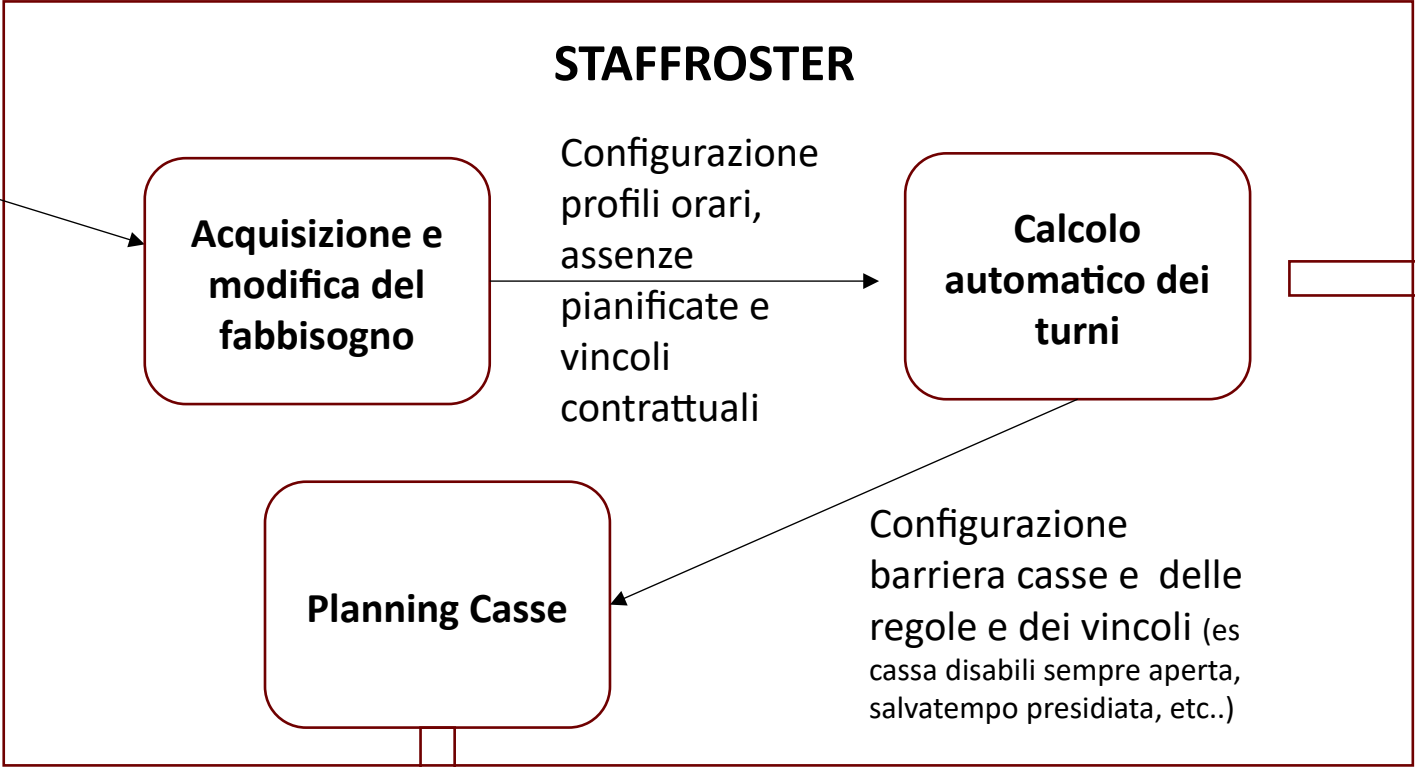 STAFFROSTER
Acquisizione e
modifica del
fabbisogno
Configurazione
profili orari,
assenze
pianificate e
vincoli
contrattuali
Calcolo
automatico dei
turni
Planning Casse
Configurazione
barriera casse e  delle
regole e dei vincoli (es
cassa disabili sempre aperta,
salvatempo presidiata, etc..)